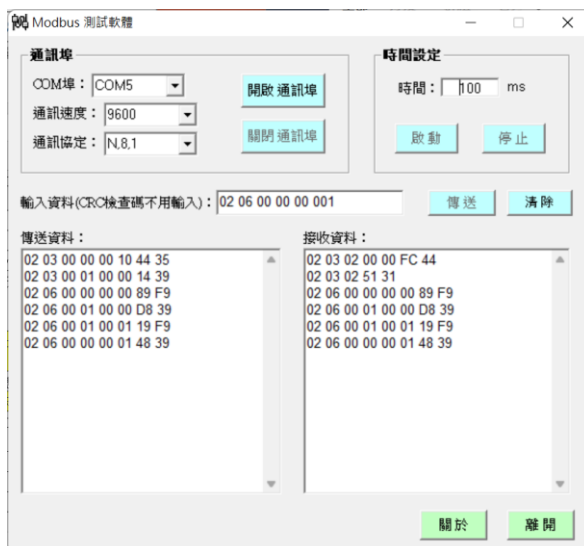 Modbus 測試軟體
通訊埠
COM埠： COM5
開啟通訊埠
通訊速度： 9600
通訊協定： N,8,1
關閉通訊埠
時間設定
時間： 100 ms
啟動 停止
輸入資料(CRC檢查碼不用輸入)： 02 06 00 00 00 001 傳送 清除
傳送資料：
02 03 00 00 00 10 44 35
02 03 00 01 00 00 14 39
02 06 00 00 00 00 89 F9
02 06 00 01 00 00 D8 39
02 06 00 01 00 01 19 F9
02 06 00 00 00 01 48 39
接收資料：
02 03 02 00 00 FC 44
02 03 02 51 31
02 06 00 00 00 00 89 F9
02 06 00 01 00 00 D8 39
02 06 00 01 00 01 19 F9
02 06 00 00 00 01 48 39
關於 離開